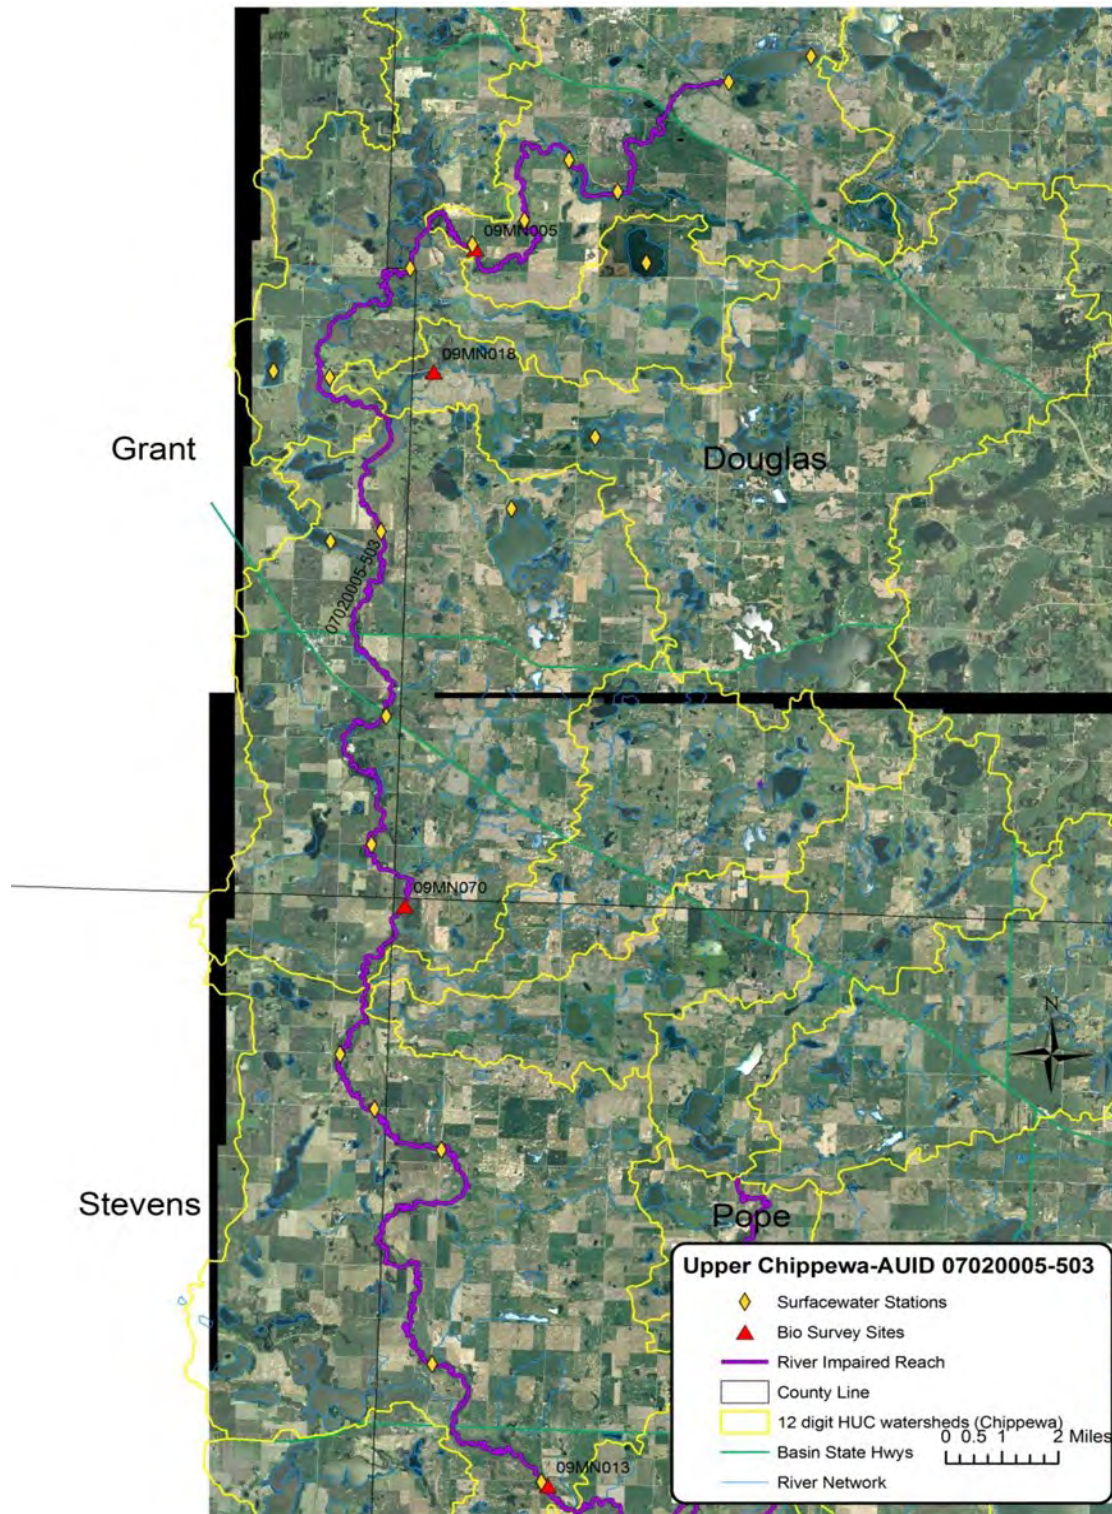 09MN005
09MN018
Grant
Douglas
07020005-503
09MN070
N
Stevens
Pope
Upper Chippewa-AUID 07020005-503
Surfacewater Stations
Bio Survey Sites
River Impaired Reach
County Line
12 digit HUC watersheds (Chippewa)
0 0.5 1 2 Miles
Basin State Hwys
River Network
09MN013